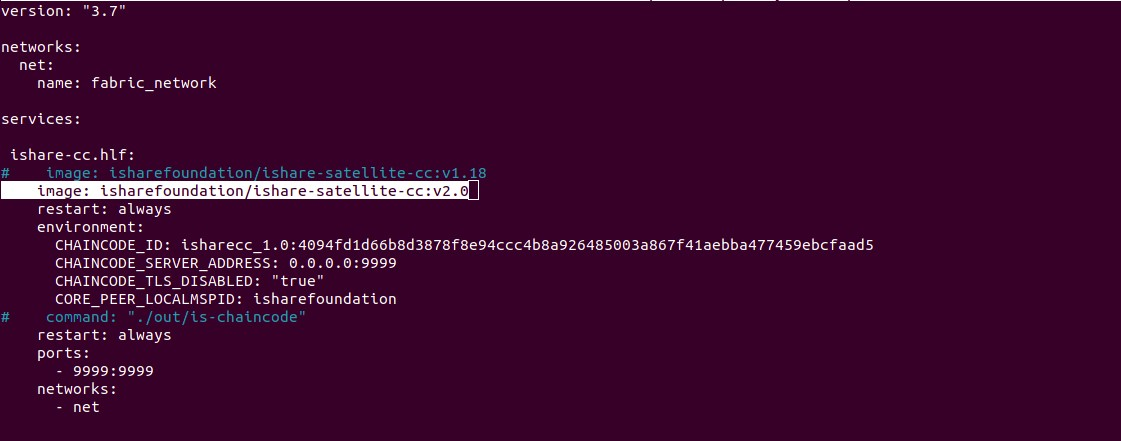 version: "3.7"

networks:
  net:
    name: fabric_network

services:

 ishare-cc.hlf:
#    image: isharefoundation/ishare-satellite-cc:v1.18
    image: isharefoundation/ishare-satellite-cc:v2.0
    restart: always
    environment:
      CHAINCODE_ID: isharecc_1.0:4094fd1d66b8d3878f8e94ccc4b8a926485003a867f41aebba477459ebcfaad5
      CHAINCODE_SERVER_ADDRESS: 0.0.0.0:9999
      CHAINCODE_TLS_DISABLED: "true"
      CORE_PEER_LOCALMSPID: isharefoundation
#    command: "./out/is-chaincode"
    restart: always
    ports:
      - 9999:9999
    networks:
      - net